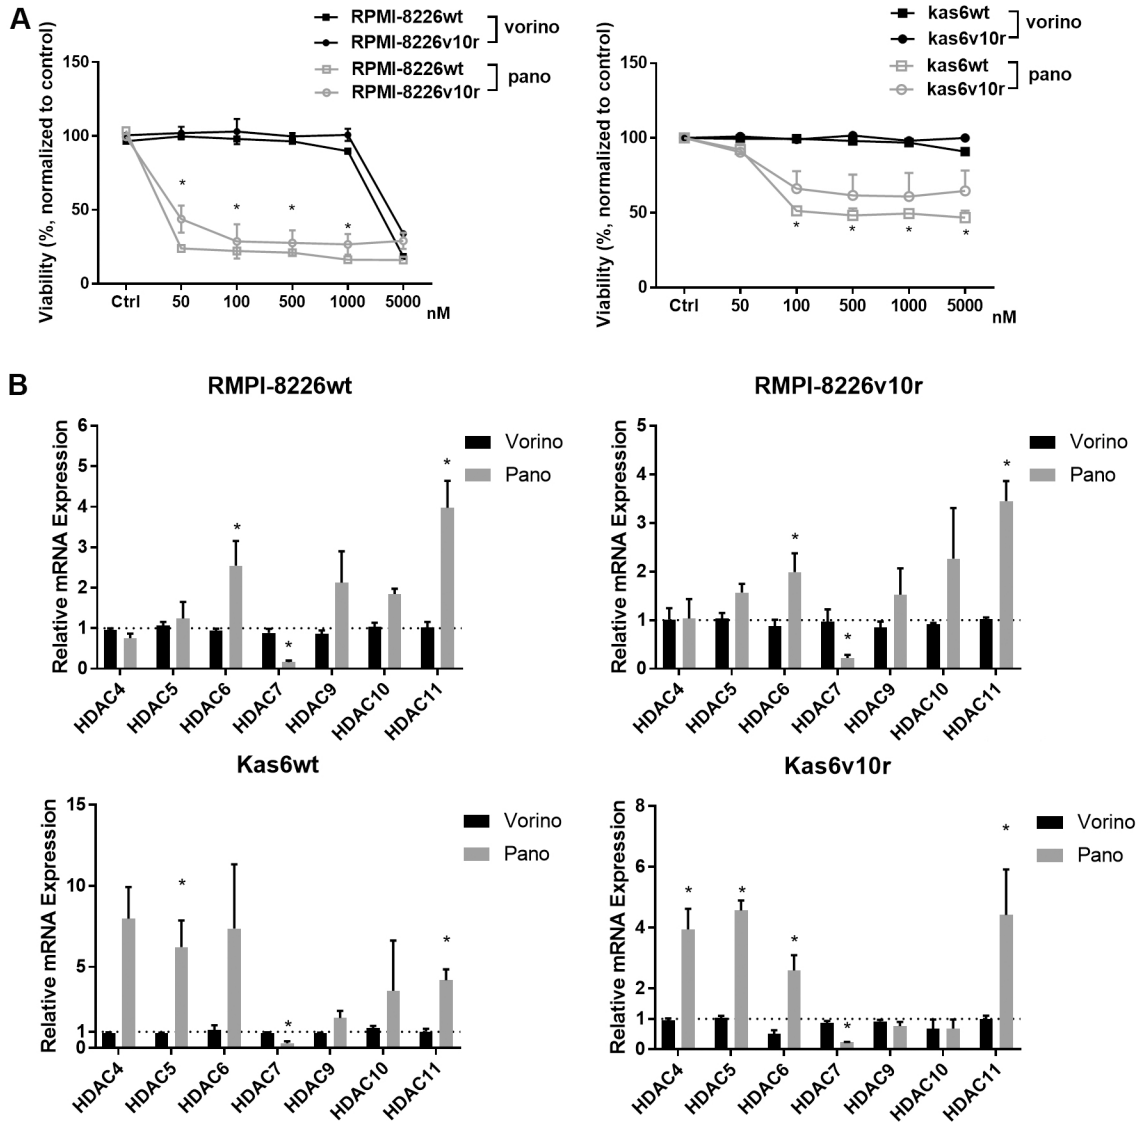 A
RPMI-8226wt
RPMI-8226v10r
vorino
RPMI-8226wt
RPMI-8226v10r
pano
Viability (%, normalized to control)
150
100
50
0
* * * *
Ctrl 50 100 500 1000 5000 nM
kas6wt
kas6v10r
vorino
kas6wt
kas6v10r
pano
Viability (%, normalized to control)
150
100
50
0
* * * *
Ctrl 50 100 500 1000 5000 nM
B
RMPI-8226wt
Relative mRNA Expression
6
5
4
3
2
1
0
Vorino
Pano
* * *
HDAC4 HDAC5 HDAC6 HDAC7 HDAC9 HDAC10 HDAC11
RMPI-8226v10r
Relative mRNA Expression
5
4
3
2
1
0
Vorino
Pano
* * *
HDAC4 HDAC5 HDAC6 HDAC7 HDAC9 HDAC10 HDAC11
Kas6wt
Relative mRNA Expression
15
10
5
1
0
Vorino
Pano
* * *
HDAC4 HDAC5 HDAC6 HDAC7 HDAC9 HDAC10 HDAC11
Kas6v10r
Relative mRNA Expression
8
6
4
2
1
0
Vorino
Pano
* * * * *
HDAC4 HDAC5 HDAC6 HDAC7 HDAC9 HDAC10 HDAC11